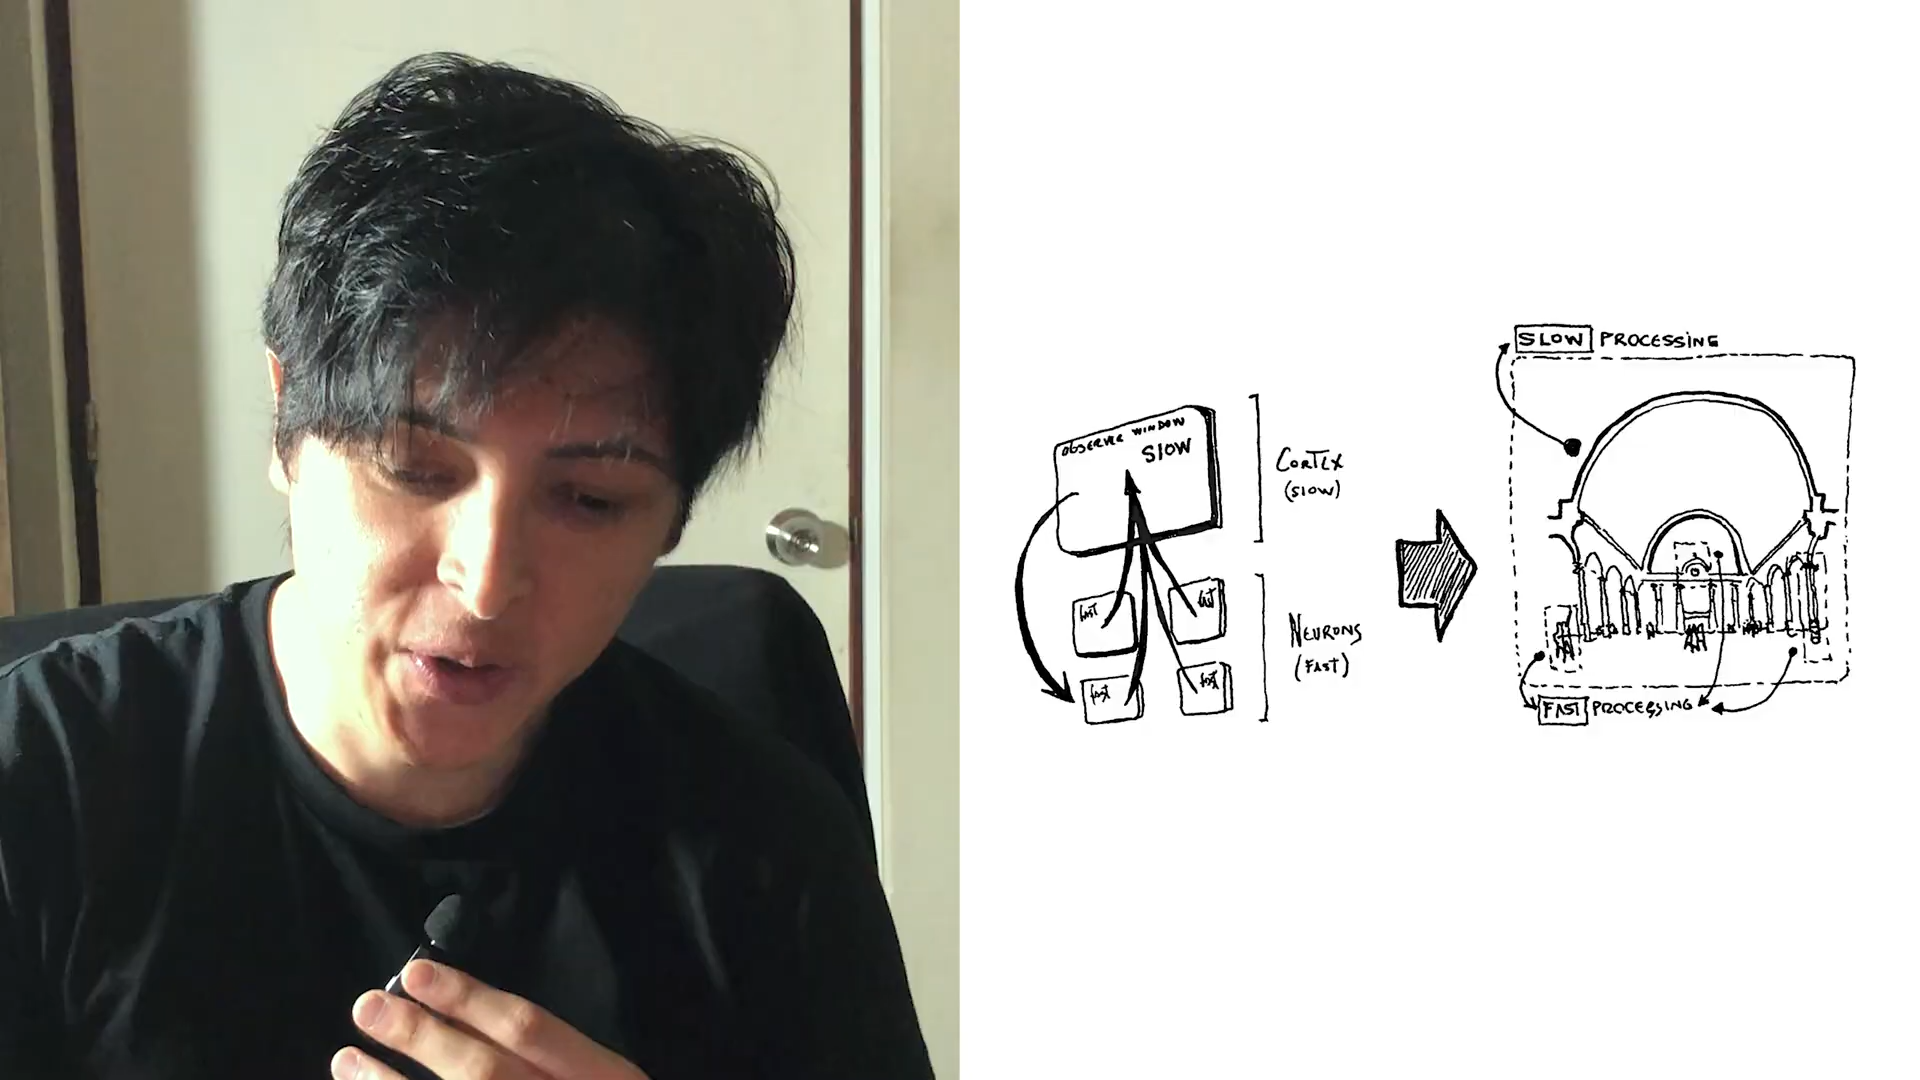 OBSERVER WINDOW
SLOW
CORTEX
(SLOW)
fast
fast
fast
fast
NEURONS
(FAST)
SLOW PROCESSING
FAST PROCESSING